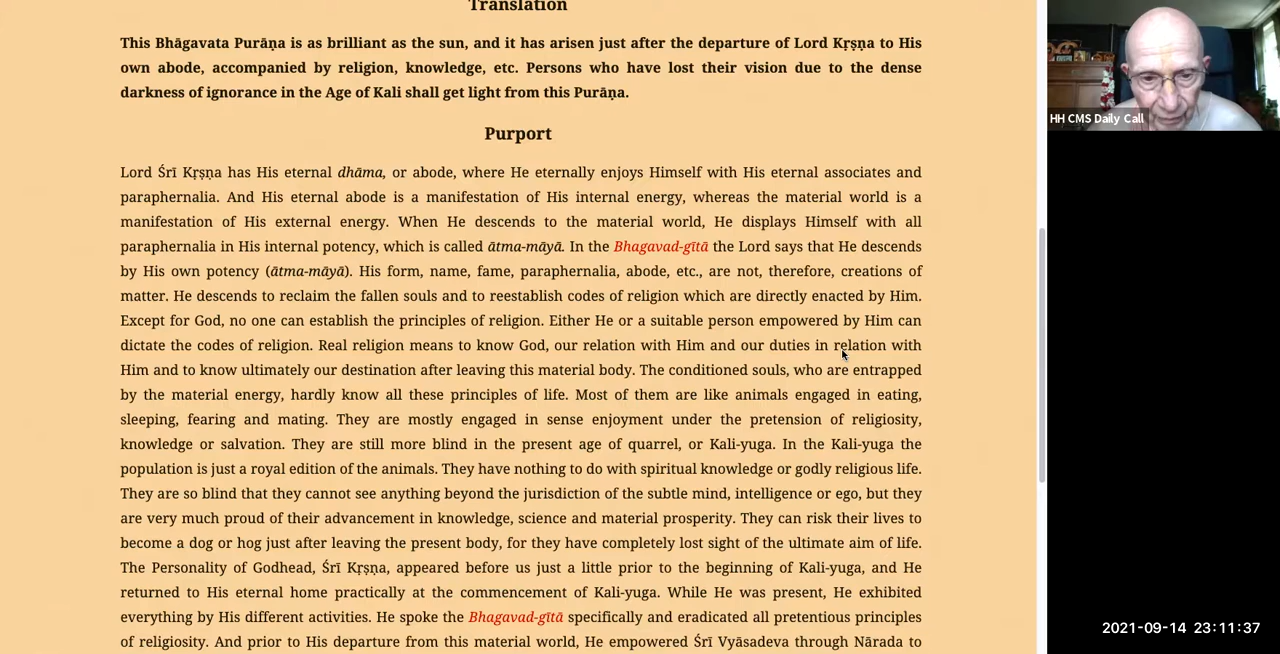 Translation
This Bhāgavata Purāṇa is as brilliant as the sun, and it has arisen just after the departure of Lord Kṛṣṇa to His
own abode, accompanied by religion, knowledge, etc. Persons who have lost their vision due to the dense
darkness of ignorance in the Age of Kali shall get light from this Purāṇa.
Purport
Lord Śrī Kṛṣṇa has His eternal dhāma, or abode, where He eternally enjoys Himself with His eternal associates and
paraphernalia. And His eternal abode is a manifestation of His internal energy, whereas the material world is a
manifestation of His external energy. When He descends to the material world, He displays Himself with all
paraphernalia in His internal potency, which is called ātma-māyā. In the Bhagavad-gītā the Lord says that He descends
by His own potency (ātma-māyā). His form, name, fame, paraphernalia, abode, etc., are not, therefore, creations of
matter. He descends to reclaim the fallen souls and to reestablish codes of religion which are directly enacted by Him.
Except for God, no one can establish the principles of religion. Either He or a suitable person empowered by Him can
dictate the codes of religion. Real religion means to know God, our relation with Him and our duties in relation with
Him and to know ultimately our destination after leaving this material body. The conditioned souls, who are entrapped
by the material energy, hardly know all these principles of life. Most of them are like animals engaged in eating,
sleeping, fearing and mating. They are mostly engaged in sense enjoyment under the pretension of religiosity,
knowledge or salvation. They are still more blind in the present age of quarrel, or Kali-yuga. In the Kali-yuga the
population is just a royal edition of the animals. They have nothing to do with spiritual knowledge or godly religious life.
They are so blind that they cannot see anything beyond the jurisdiction of the subtle mind, intelligence or ego, but they
are very much proud of their advancement in knowledge, science and material prosperity. They can risk their lives to
become a dog or hog just after leaving the present body, for they have completely lost sight of the ultimate aim of life.
The Personality of Godhead, Śrī Kṛṣṇa, appeared before us just a little prior to the beginning of Kali-yuga, and He
returned to His eternal home practically at the commencement of Kali-yuga. While He was present, He exhibited
everything by His different activities. He spoke the Bhagavad-gītā specifically and eradicated all pretentious principles
of religiosity. And prior to His departure from this material world, He empowered Śrī Vyāsadeva through Nārada to
HH CMS Daily Call
2021-09-14 23:11:37